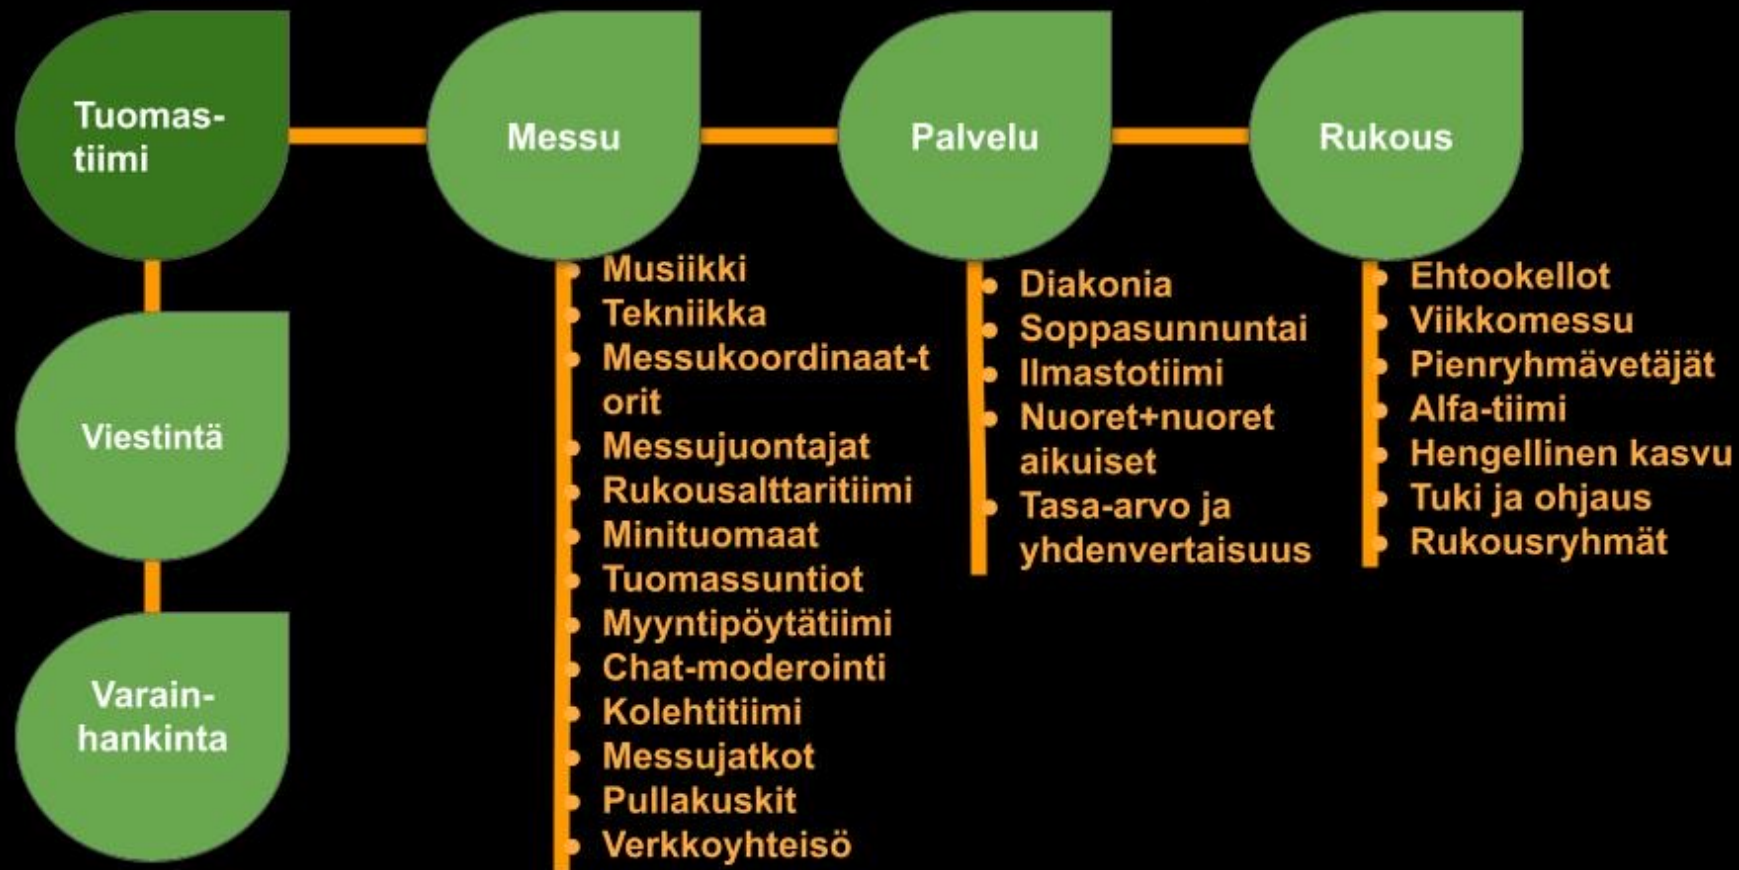 Tuomas-
tiimi
Messu
Palvelu
Rukous
Viestintä
Varain-
hankinta
Musiikki
Tekniikka
Messukoordinaat-t
orit
Messujuontajat
Rukousalttaritiimi
Minituomaat
Tuomassuntiot
Myyntipöytätiimi
Chat-moderointi
Kolehtitiimi
Messujatkot
Pullakuskit
Verkkoyhteisö
Diakonia
Soppasunnuntai
Ilmastotiimi
Nuoret+nuoret
aikuiset
Tasa-arvo ja
yhdenvertaisuus
Ehtookellot
Viikkomessu
Pienryhmävetäjät
Alfa-tiimi
Hengellinen kasvu
Tuki ja ohjaus
Rukousryhmät